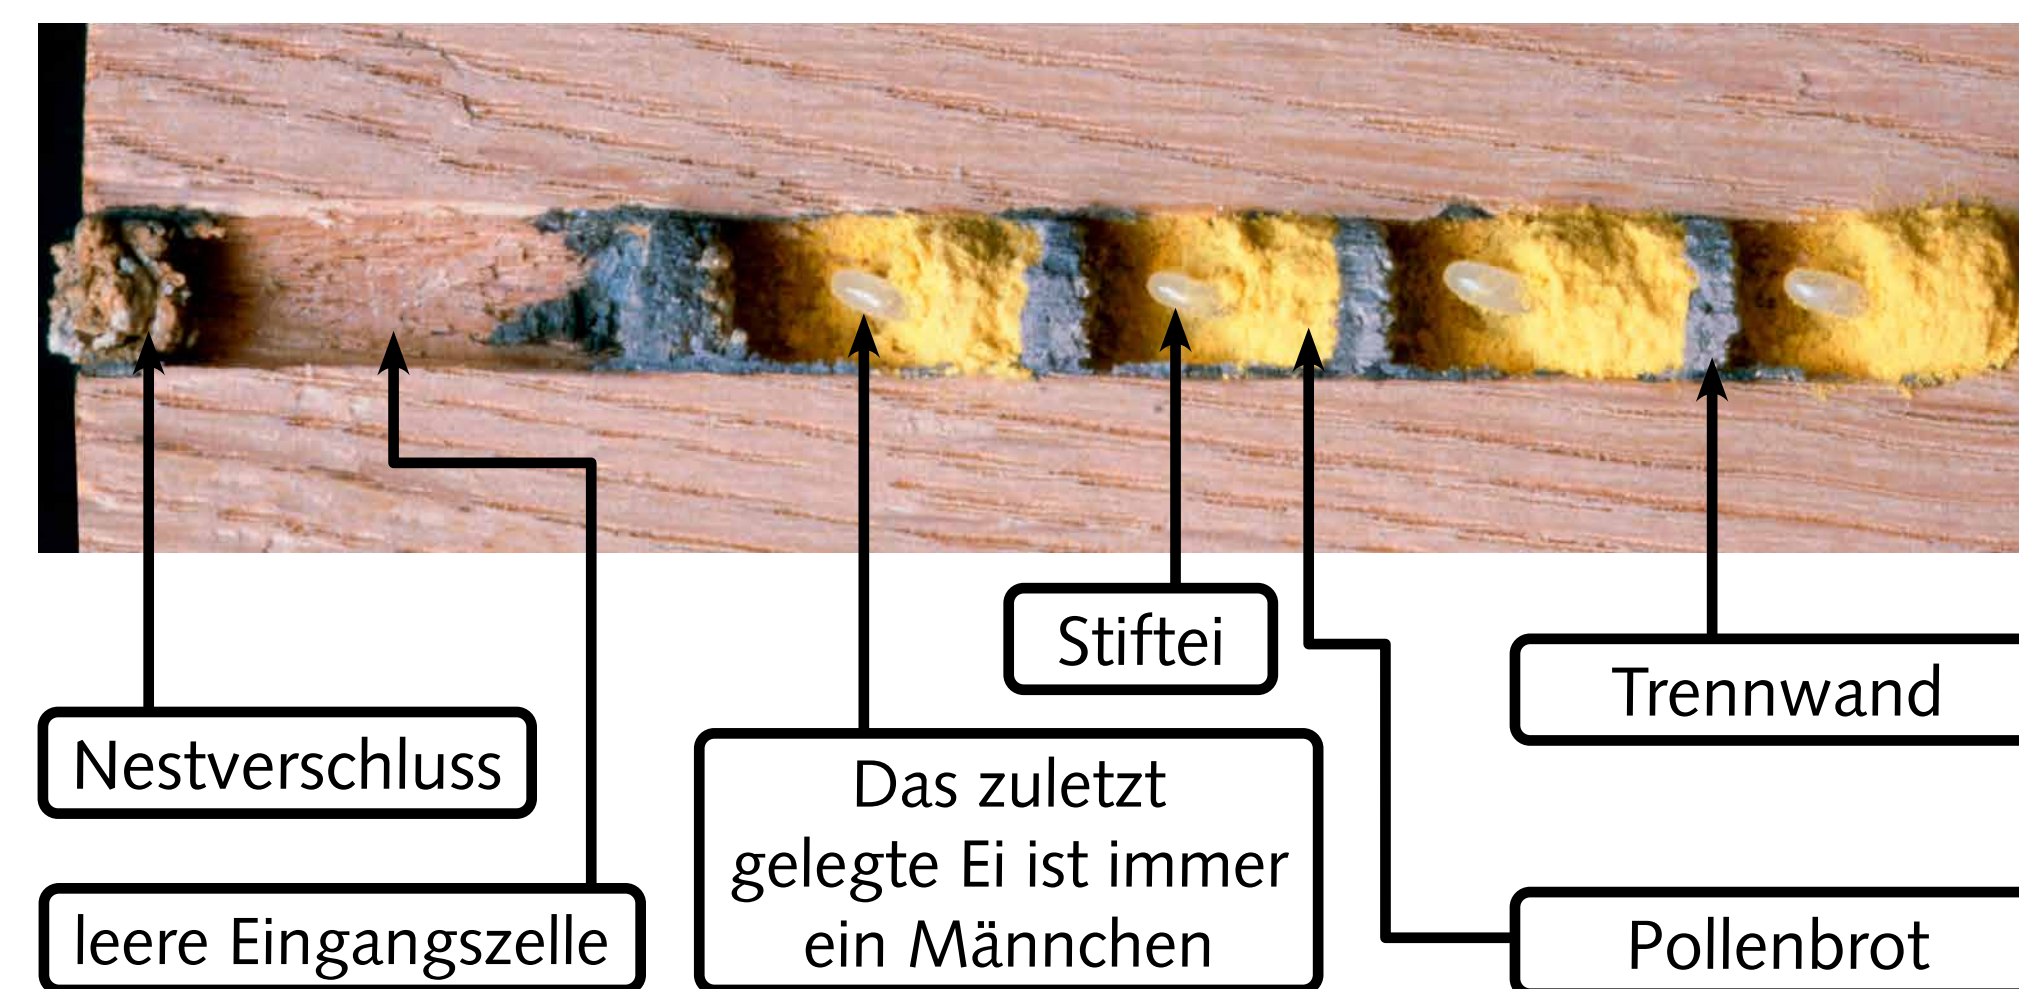 Stiftei
Trennwand
Nestverschluss
Das zuletzt
gelegte Ei ist immer
ein Männchen
leere Eingangszelle
Pollenbrot